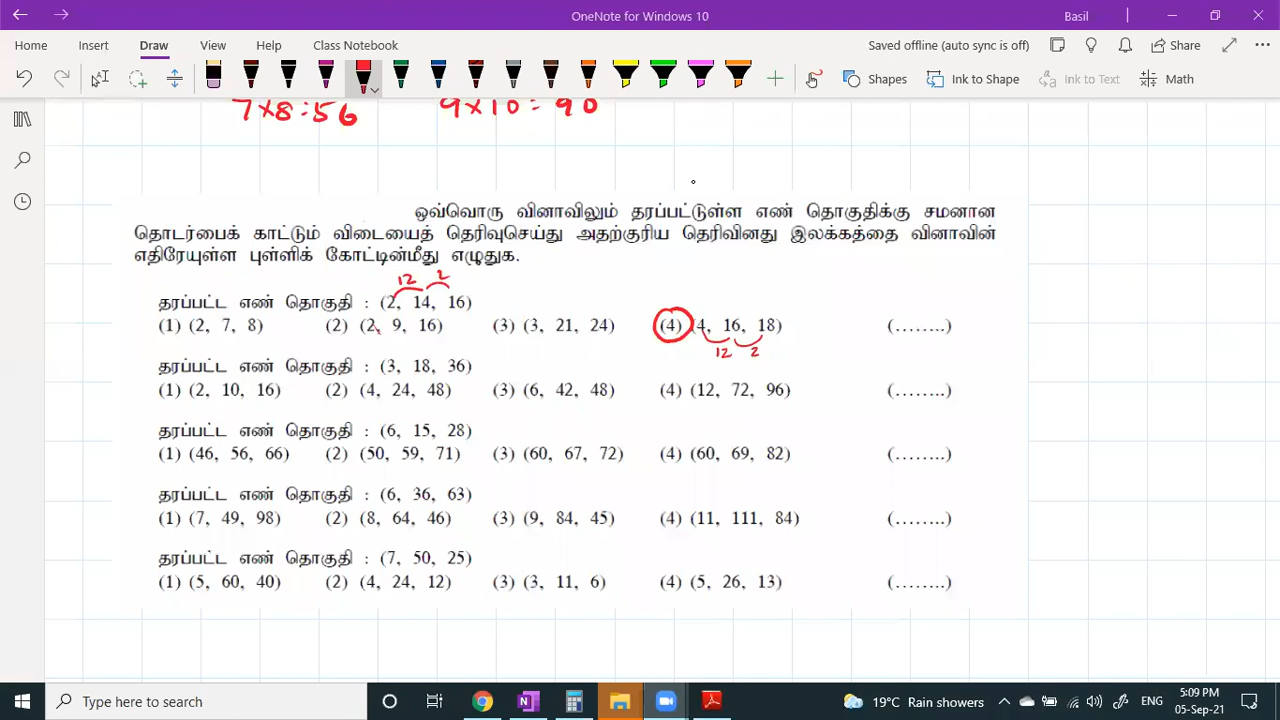 OneNote for Windows 10
Basil
Home Insert Draw View Help Class Notebook
Saved offline (auto sync is off) Share
Shapes Ink to Shape Ink to Text Math
7×8=56 9×10=90
ஒவ்வொரு வினாவிலும் தரப்பட்டுள்ள எண் தொகுதிக்கு சமனான
தொடர்பைக் காட்டும் விடையைத் தெரிவுசெய்து அதற்குரிய தெரிவினது இலக்கத்தை வினாவின்
எதிரேயுள்ள புள்ளிக் கோட்டின்மீது எழுதுக.
12 2
தரப்பட்ட எண் தொகுதி : (2, 14, 16)
(1) (2, 7, 8) (2) (2, 9, 16) (3) (3, 21, 24) (4) (4, 16, 18) (........)
12 2
தரப்பட்ட எண் தொகுதி : (3, 18, 36)
(1) (2, 10, 16) (2) (4, 24, 48) (3) (6, 42, 48) (4) (12, 72, 96) (........)
தரப்பட்ட எண் தொகுதி : (6, 15, 28)
(1) (46, 56, 66) (2) (50, 59, 71) (3) (60, 67, 72) (4) (60, 69, 82) (........)
தரப்பட்ட எண் தொகுதி : (6, 36, 63)
(1) (7, 49, 98) (2) (8, 64, 46) (3) (9, 84, 45) (4) (11, 111, 84) (........)
தரப்பட்ட எண் தொகுதி : (7, 50, 25)
(1) (5, 60, 40) (2) (4, 24, 12) (3) (3, 11, 6) (4) (5, 26, 13) (........)
Type here to search
19°C Rain showers
ENG
5:09 PM
05-Sep-21